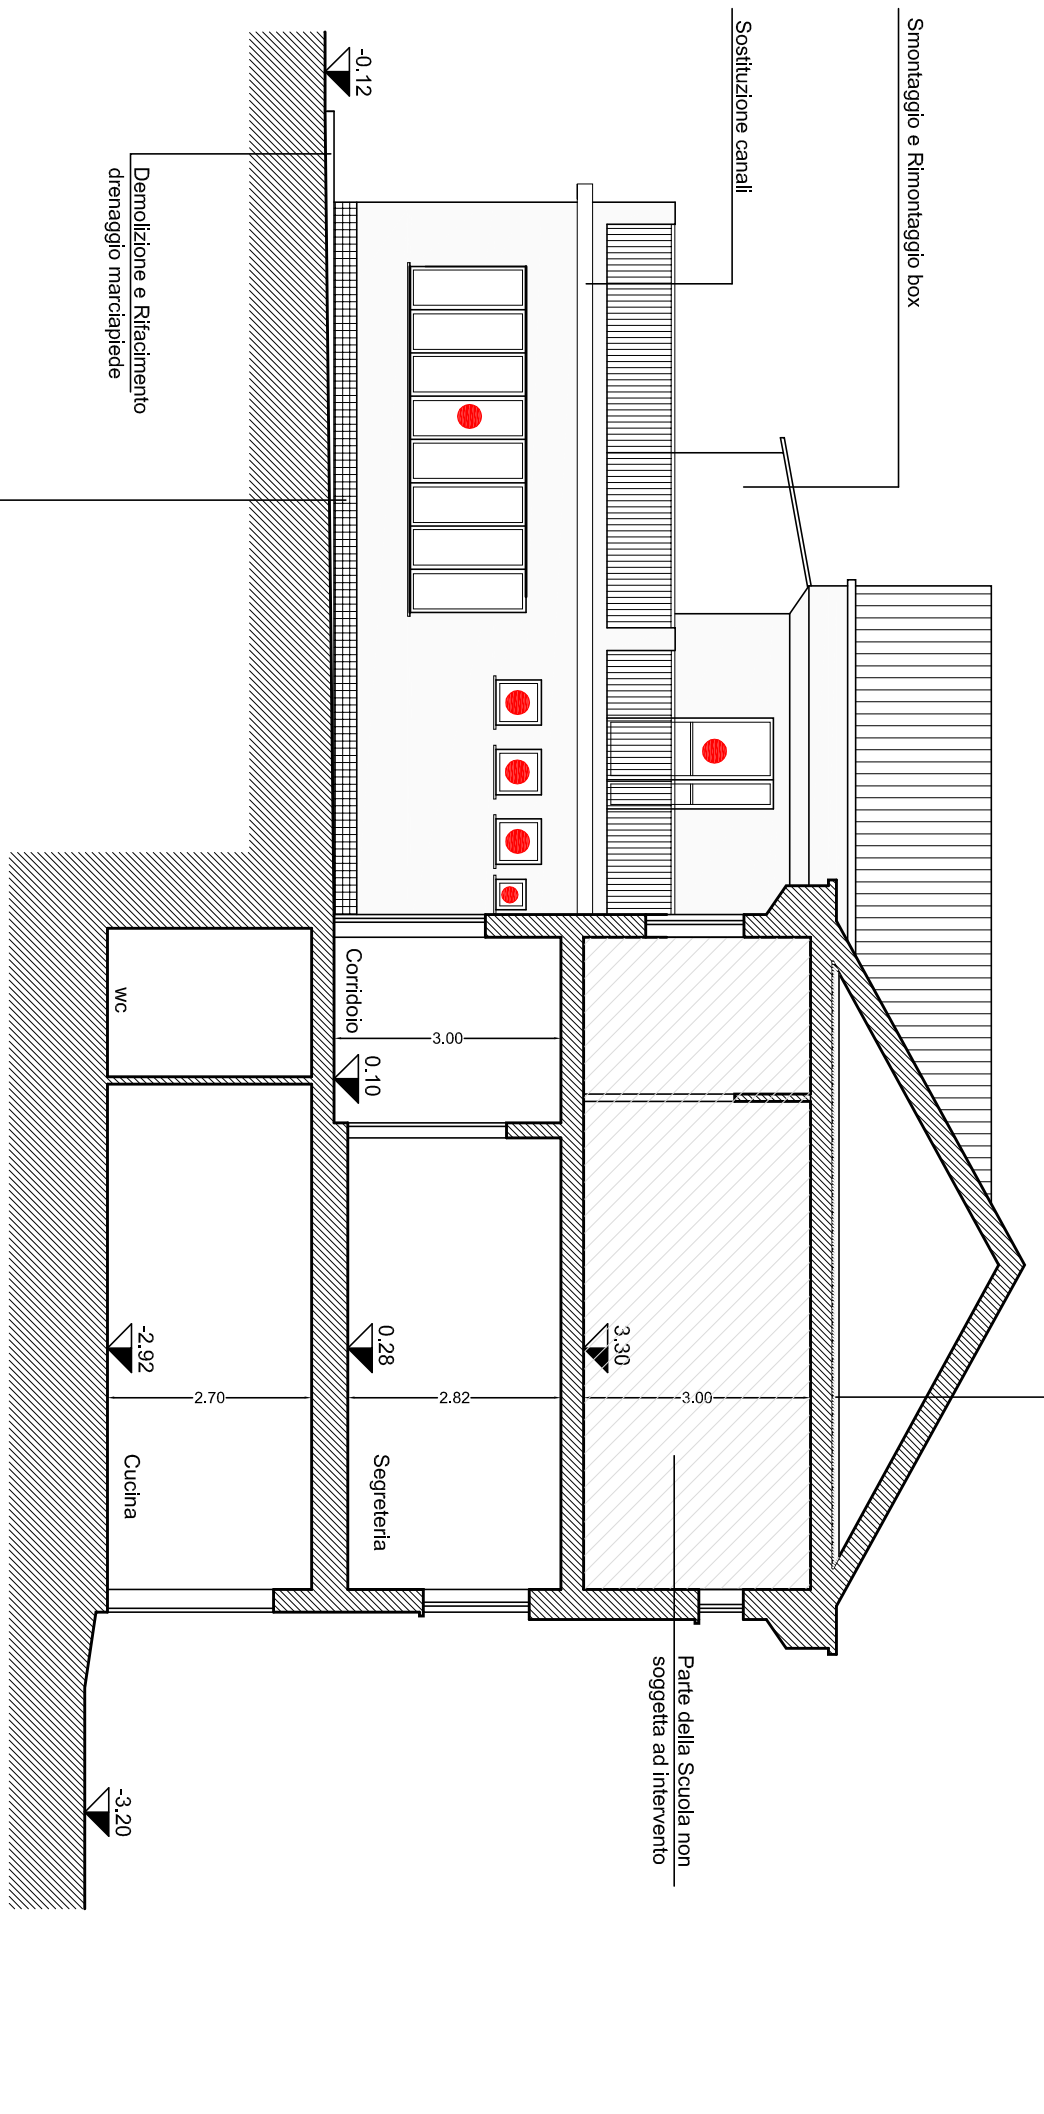 Smontaggio e Rimontaggio box
Sostituzione canali
-0.12
Demolizione e Rifacimento
drenaggio marciapiede
3.30
3.00
Parte della Scuola non
soggetta ad intervento
Corridoio
3.00
0.10
0.28
2.82
Segreteria
wc
-2.92
2.70
Cucina
-3.20